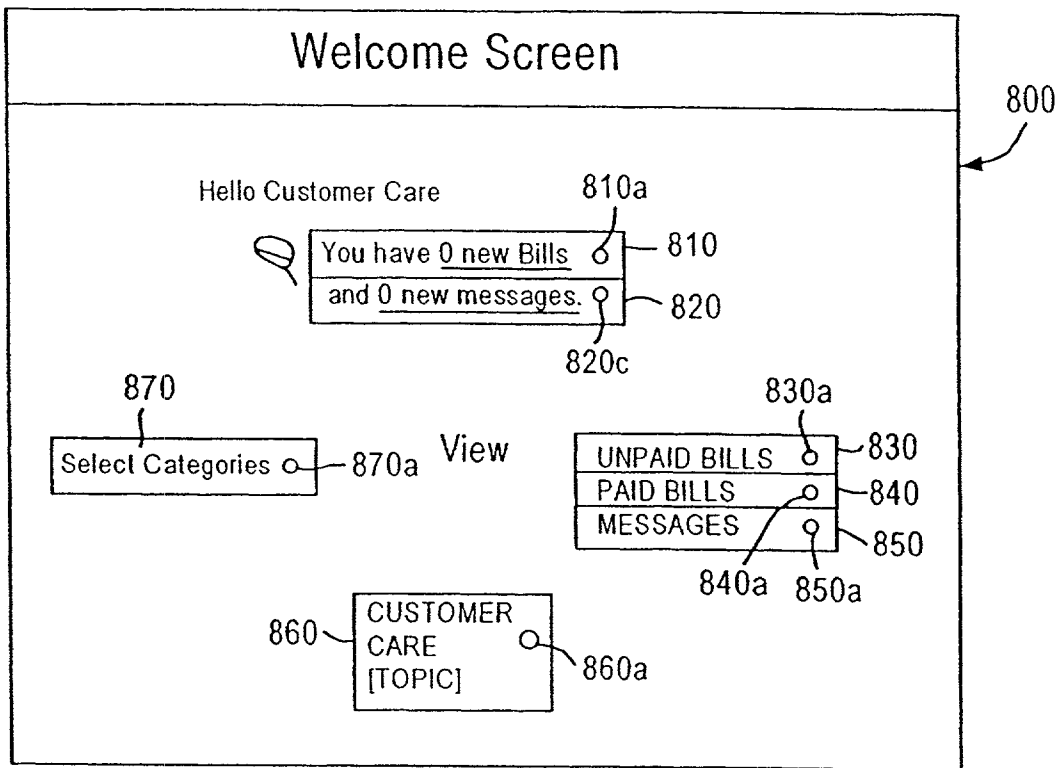 Welcome Screen
800
Hello Customer Care
810a
You have 0 new Bills
810
and 0 new messages.
820
820c
870
830a
Select Categories
870a
View
UNPAID BILLS
830
PAID BILLS
840
MESSAGES
850
840a
850a
860
CUSTOMER
CARE
[TOPIC]
860a